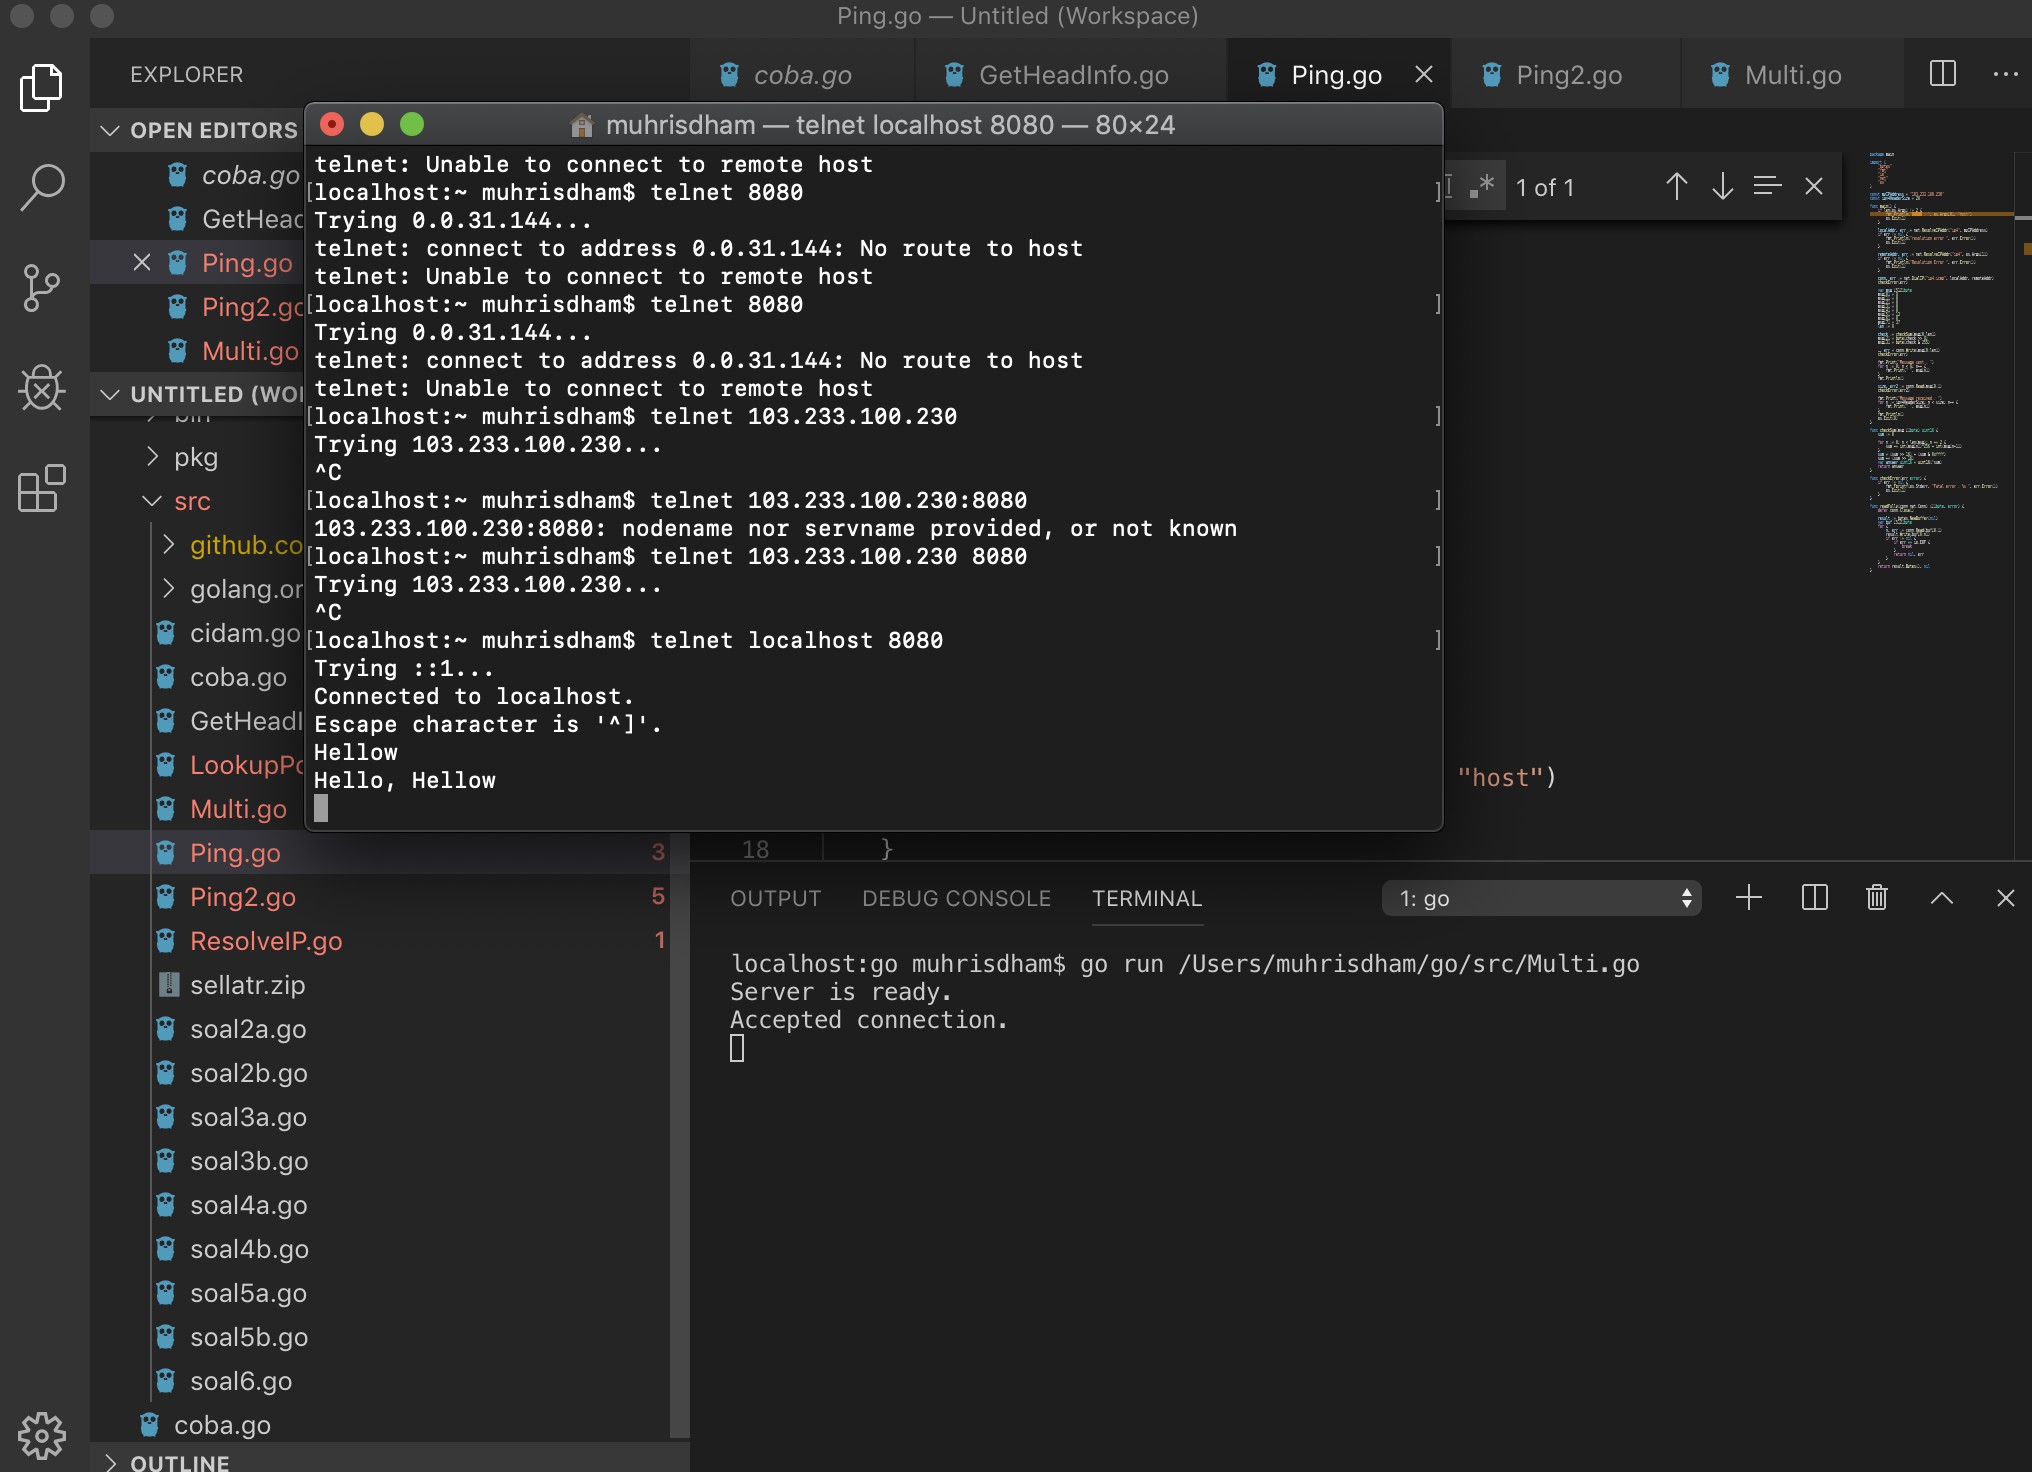 Ping.go — Untitled (Workspace)
EXPLORER
coba.go
GetHeadInfo.go
Ping.go
Ping2.go
Multi.go
OPEN EDITORS
coba.go
GetHead
Ping.go
Ping2.go
Multi.go
UNTITLED (WO
bin
pkg
src
github.co
golang.or
cidam.go
coba.go
GetHeadI
LookupPo
Multi.go
Ping.go 3
Ping2.go 5
ResolveIP.go 1
sellatr.zip
soal2a.go
soal2b.go
soal3a.go
soal3b.go
soal4a.go
soal4b.go
soal5a.go
soal5b.go
soal6.go
coba.go
OUTLINE
muhrisdham — telnet localhost 8080 — 80×24
telnet: Unable to connect to remote host
[localhost:~ muhrisdham$ telnet 8080 ]
Trying 0.0.31.144...
telnet: connect to address 0.0.31.144: No route to host
telnet: Unable to connect to remote host
[localhost:~ muhrisdham$ telnet 8080 ]
Trying 0.0.31.144...
telnet: connect to address 0.0.31.144: No route to host
telnet: Unable to connect to remote host
[localhost:~ muhrisdham$ telnet 103.233.100.230 ]
Trying 103.233.100.230...
^C
[localhost:~ muhrisdham$ telnet 103.233.100.230:8080 ]
103.233.100.230:8080: nodename nor servname provided, or not known
[localhost:~ muhrisdham$ telnet 103.233.100.230 8080 ]
Trying 103.233.100.230...
^C
[localhost:~ muhrisdham$ telnet localhost 8080 ]
Trying ::1...
Connected to localhost.
Escape character is '^]'.
Hellow
Hello, Hellow
.* 1 of 1
"host")
18 }
OUTPUT DEBUG CONSOLE TERMINAL 1: go
localhost:go muhrisdham$ go run /Users/muhrisdham/go/src/Multi.go
Server is ready.
Accepted connection.